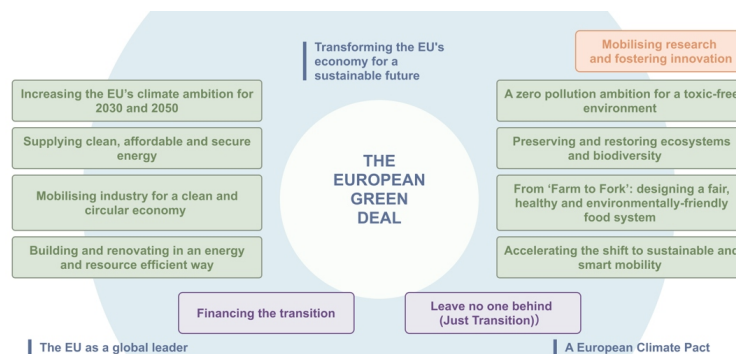 Transforming the EU's
economy for a
sustainable future
Mobilising research
and fostering innovation
Increasing the EU's climate ambition for
2030 and 2050
Supplying clean, affordable and secure
energy
Mobilising industry for a clean and
circular economy
Building and renovating in an energy
and resource efficient way
THE
EUROPEAN
GREEN
DEAL
A zero pollution ambition for a toxic-free
environment
Preserving and restoring ecosystems
and biodiversity
From ‘Farm to Fork’: designing a fair,
healthy and environmentally-friendly
food system
Accelerating the shift to sustainable and
smart mobility
Financing the transition
Leave no one behind
(Just Transition)）
The EU as a global leader
A European Climate Pact